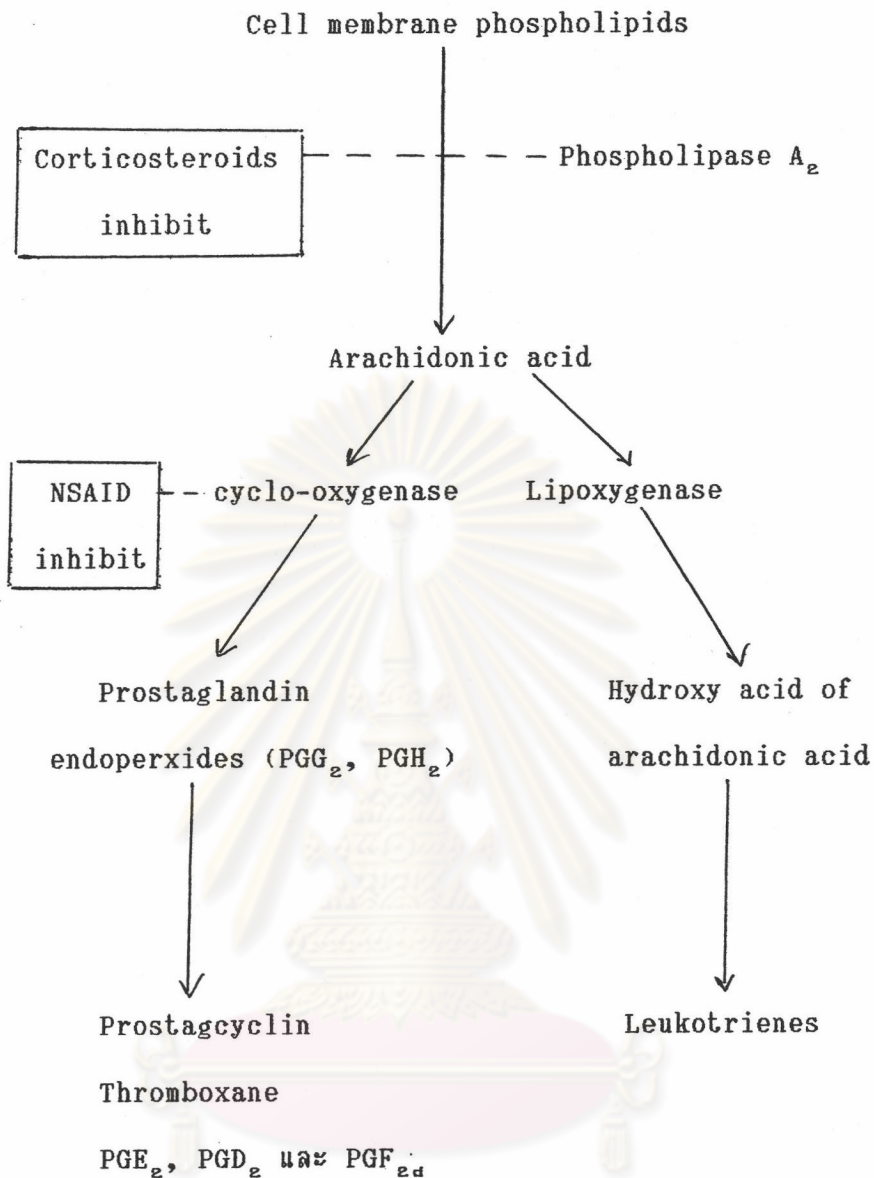 Cell membrane phospholipids
Corticosteroids
inhibit
Phospholipase A₂
Arachidonic acid
NSAID
inhibit
cyclo-oxygenase
Lipoxygenase
Prostaglandin
endoperxides (PGG₂, PGH₂)
Hydroxy acid of
arachidonic acid
Prostagcyclin
Thromboxane
PGE₂, PGD₂ และ PGF₂d
Leukotrienes